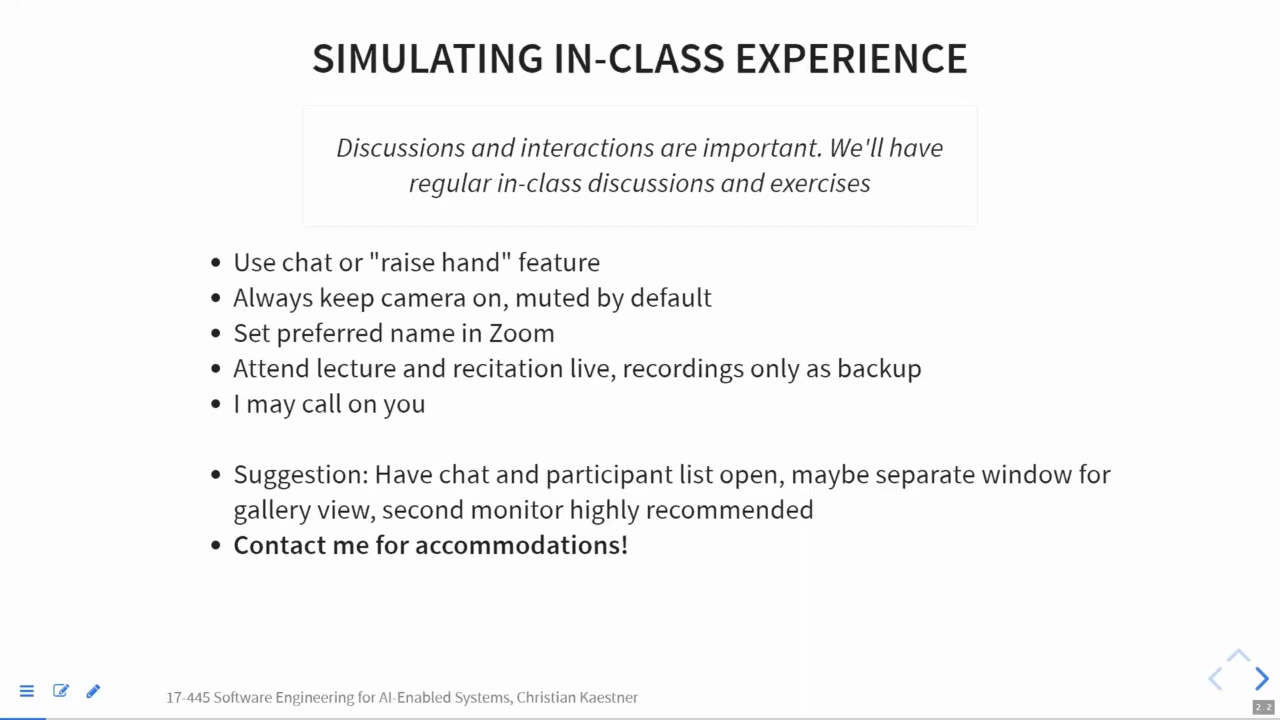 SIMULATING IN-CLASS EXPERIENCE
Discussions and interactions are important. We'll have
regular in-class discussions and exercises
• Use chat or "raise hand" feature
• Always keep camera on, muted by default
• Set preferred name in Zoom
• Attend lecture and recitation live, recordings only as backup
• I may call on you
• Suggestion: Have chat and participant list open, maybe separate window for
gallery view, second monitor highly recommended
• Contact me for accommodations!
17-445 Software Engineering for AI-Enabled Systems, Christian Kaestner
2.2